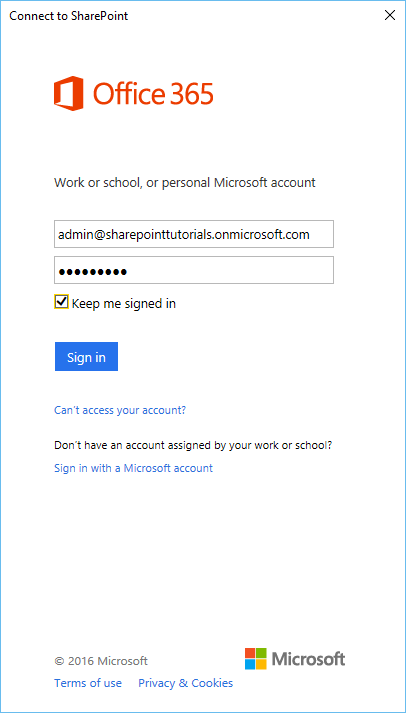 Connect to SharePoint
Office 365
Work or school, or personal Microsoft account
admin@sharepointtutorials.onmicrosoft.com
●●●●●●●●●
Keep me signed in
Sign in
Can't access your account?
Don't have an account assigned by your work or school?
Sign in with a Microsoft account
© 2016 Microsoft
Microsoft
Terms of use Privacy & Cookies